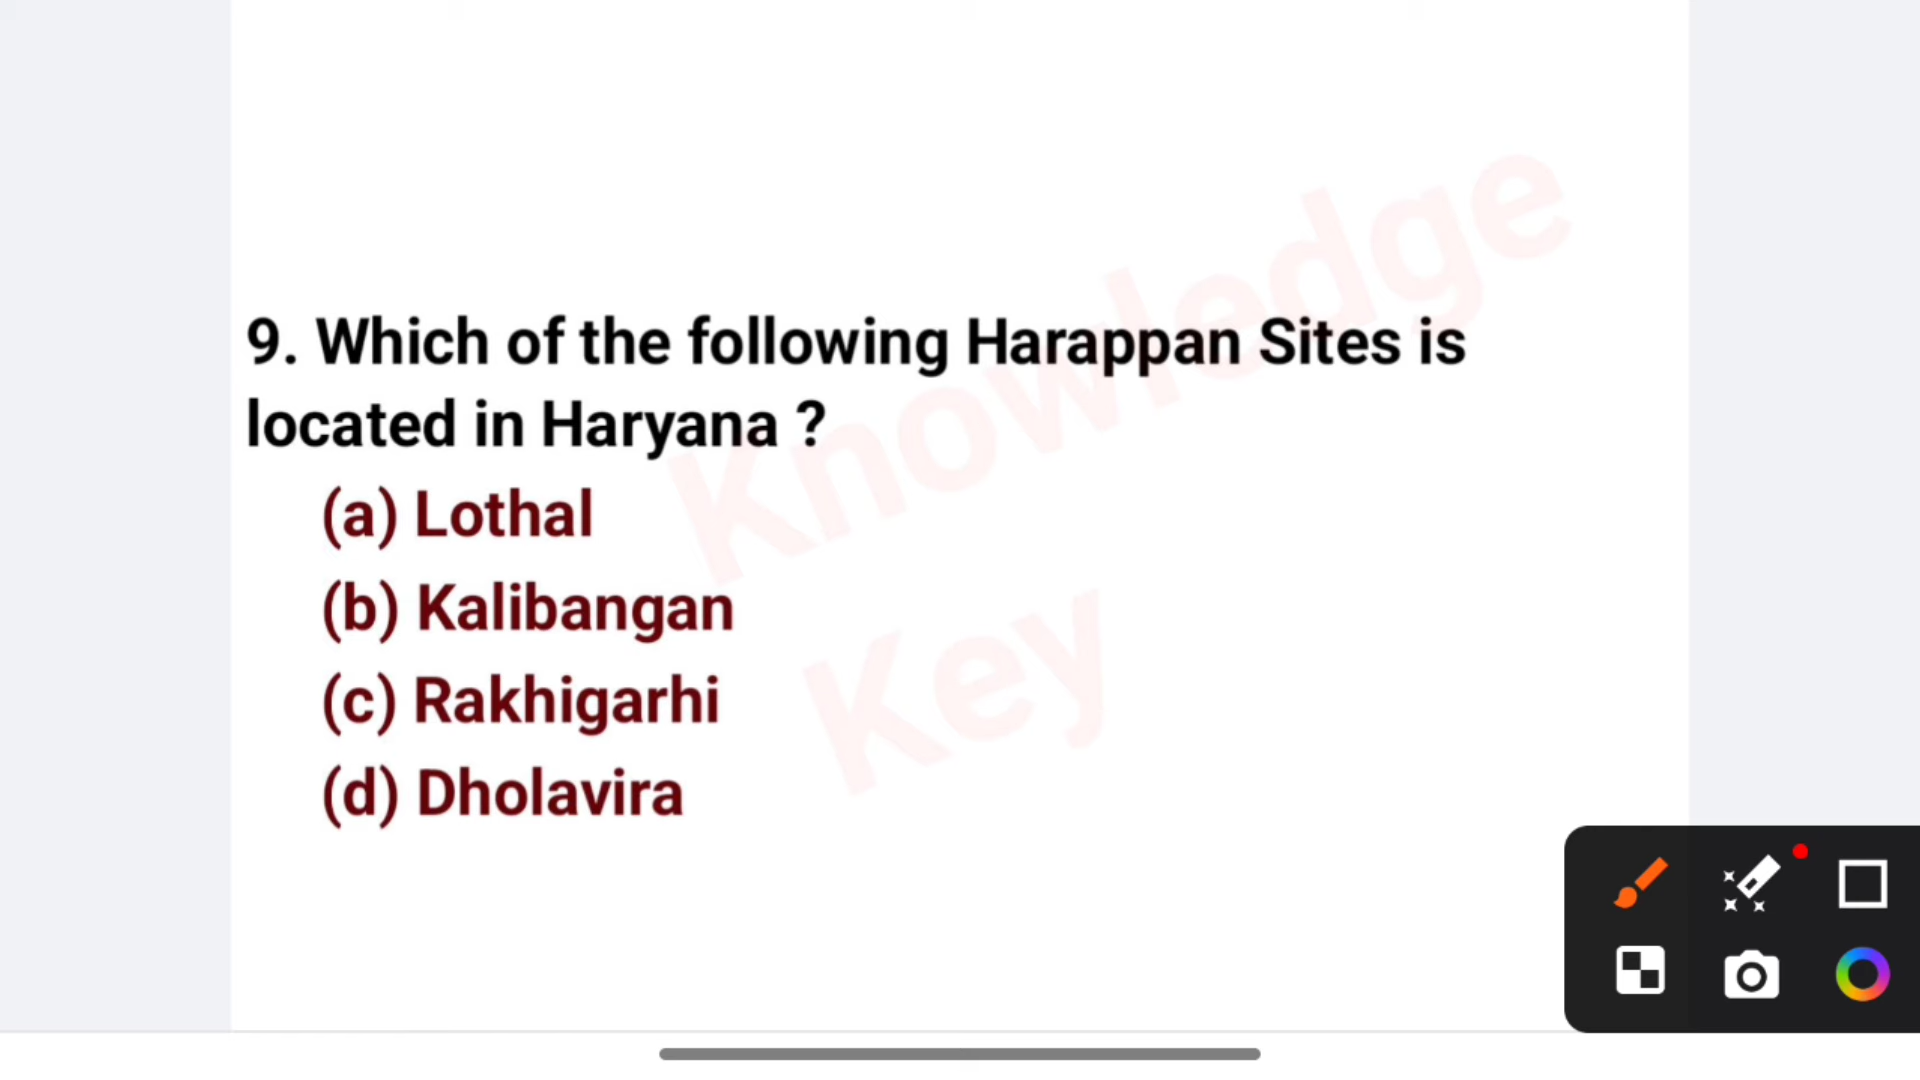 Knowledge
Key
9. Which of the following Harappan Sites is
located in Haryana ?
(a) Lothal
(b) Kalibangan
(c) Rakhigarhi
(d) Dholavira